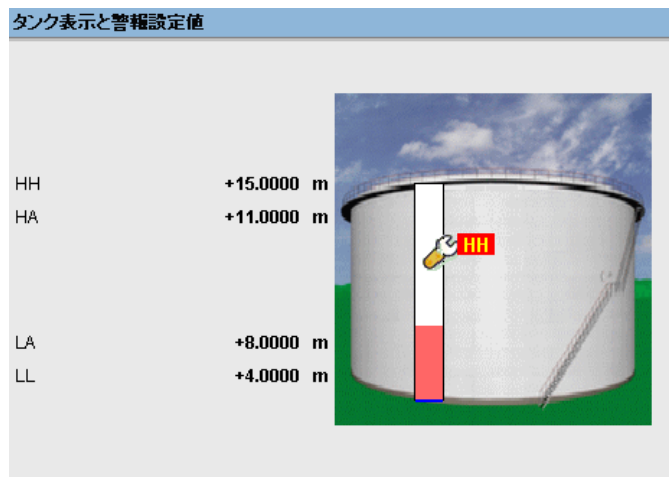 タンク表示と警報設定値
HH +15.0000 m
HA +11.0000 m
HH
LA +8.0000 m
LL +4.0000 m